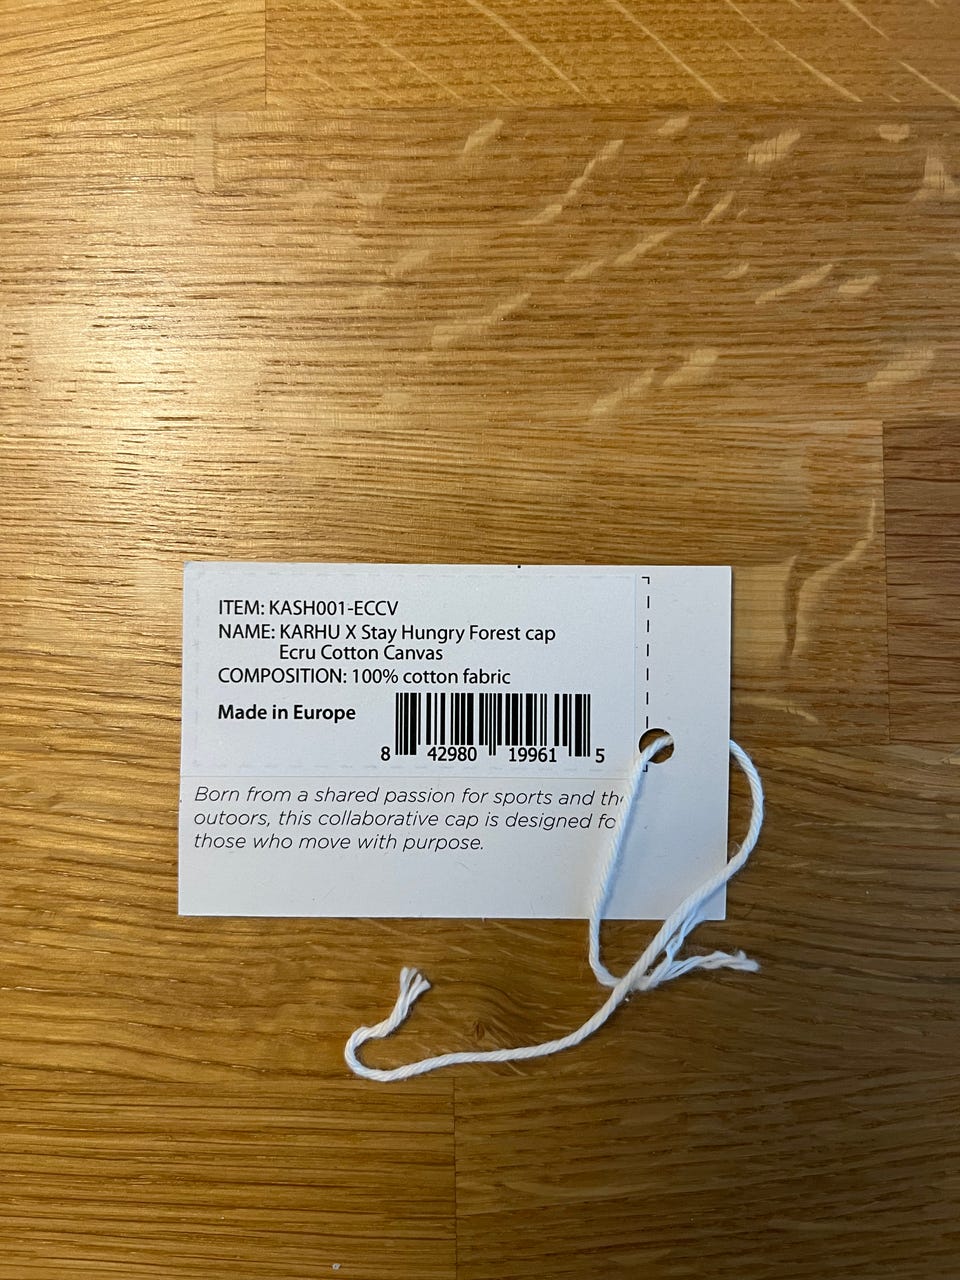 ITEM: KASH001-ECCV
NAME: KARHU X Stay Hungry Forest cap
Ecru Cotton Canvas
COMPOSITION: 100% cotton fabric
Made in Europe
8 42980 19961 5
Born from a shared passion for sports and the
outoors, this collaborative cap is designed fo
those who move with purpose.